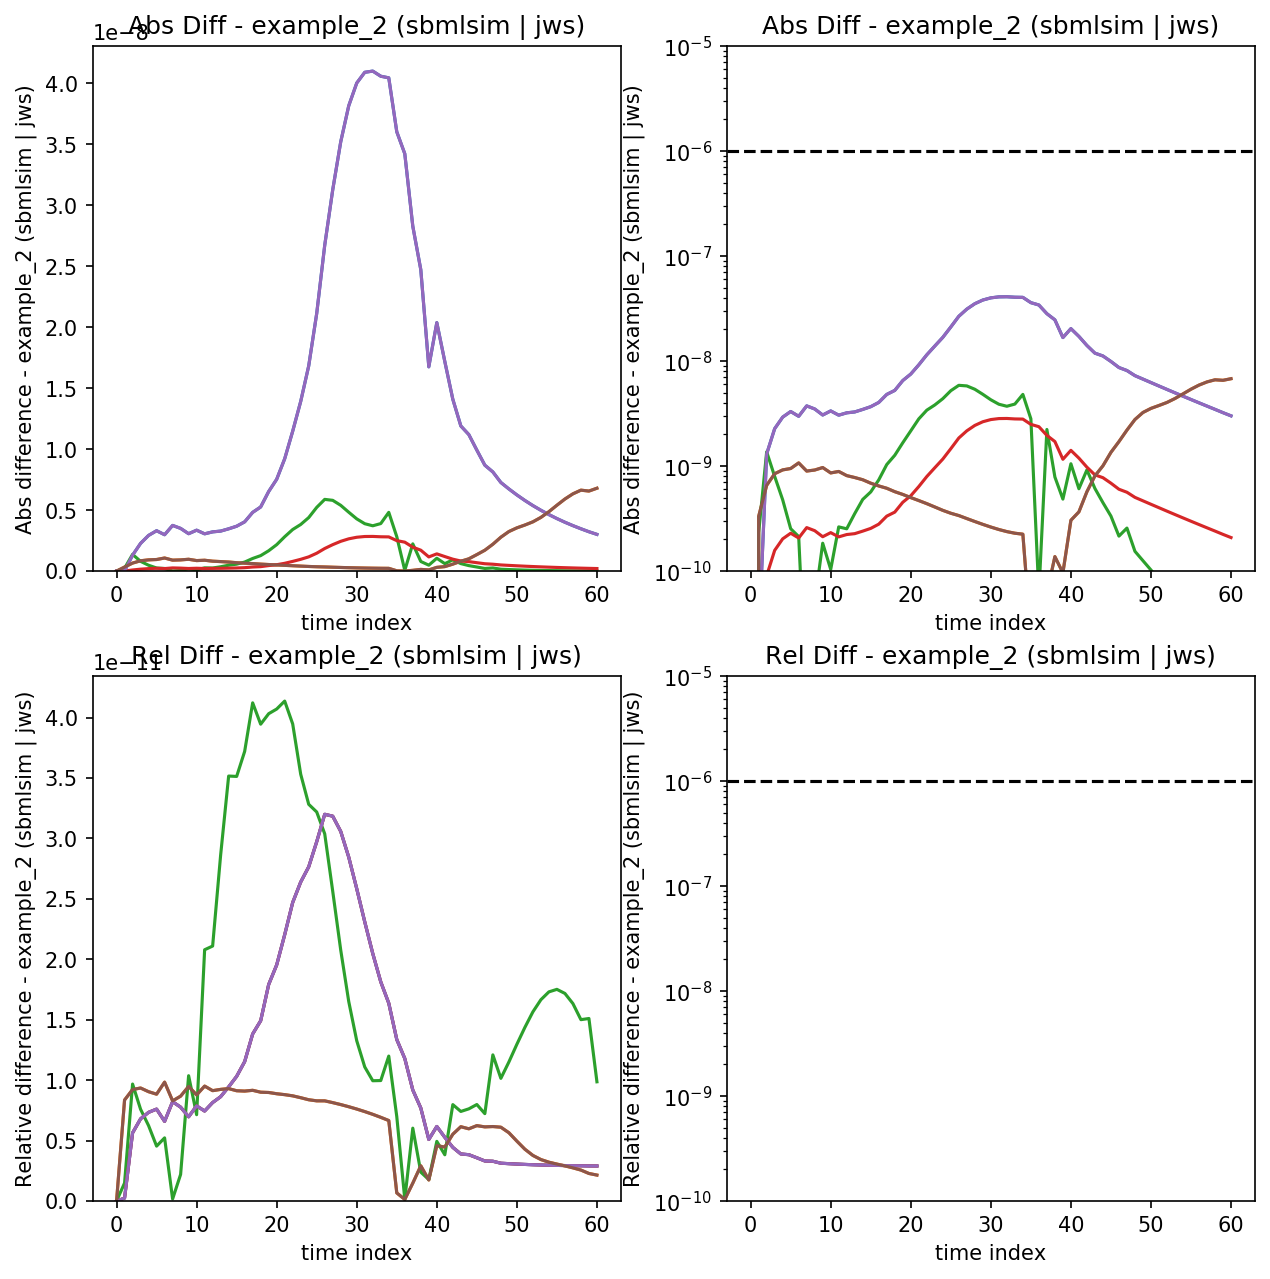 Abs Diff - example_2 (sbmlsim | jws)
1e−8
Abs difference - example_2 (sbmlsim | jws)
4.0
3.5
3.0
2.5
2.0
1.5
1.0
0.5
0.0
0 10 20 30 40 50 60
time index
Abs Diff - example_2 (sbmlsim | jws)
Abs difference - example_2 (sbmlsim | jws)
10⁻⁵
10⁻⁶
10⁻⁷
10⁻⁸
10⁻⁹
10⁻¹⁰
0 10 20 30 40 50 60
time index
Rel Diff - example_2 (sbmlsim | jws)
1e−11
Relative difference - example_2 (sbmlsim | jws)
4.0
3.5
3.0
2.5
2.0
1.5
1.0
0.5
0.0
0 10 20 30 40 50 60
time index
Rel Diff - example_2 (sbmlsim | jws)
Relative difference - example_2 (sbmlsim | jws)
10⁻⁵
10⁻⁶
10⁻⁷
10⁻⁸
10⁻⁹
10⁻¹⁰
0 10 20 30 40 50 60
time index